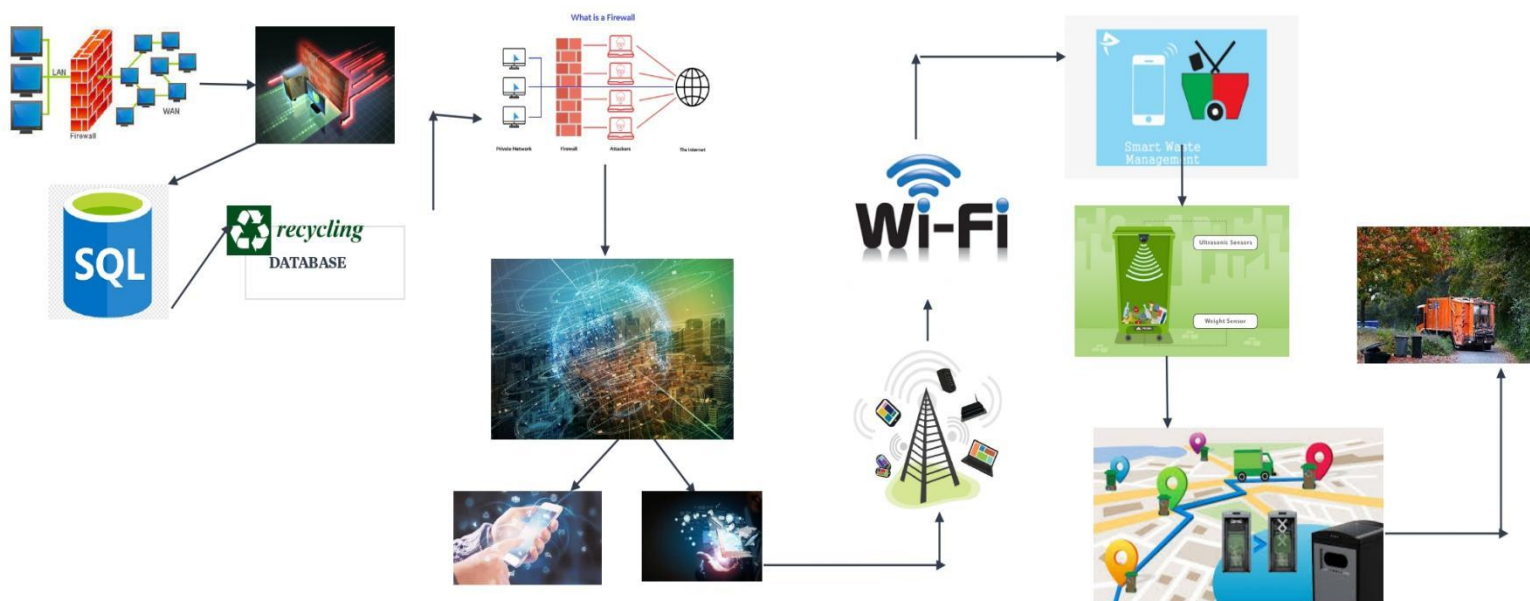 LAN
Firewall
WAN
SQL
recycling
DATABASE
What is a Firewall
Private Network
Firewall
Attackers
The Internet
Wi-Fi
Smart Waste
Management
Ultrasonic Sensors
Weight Sensor